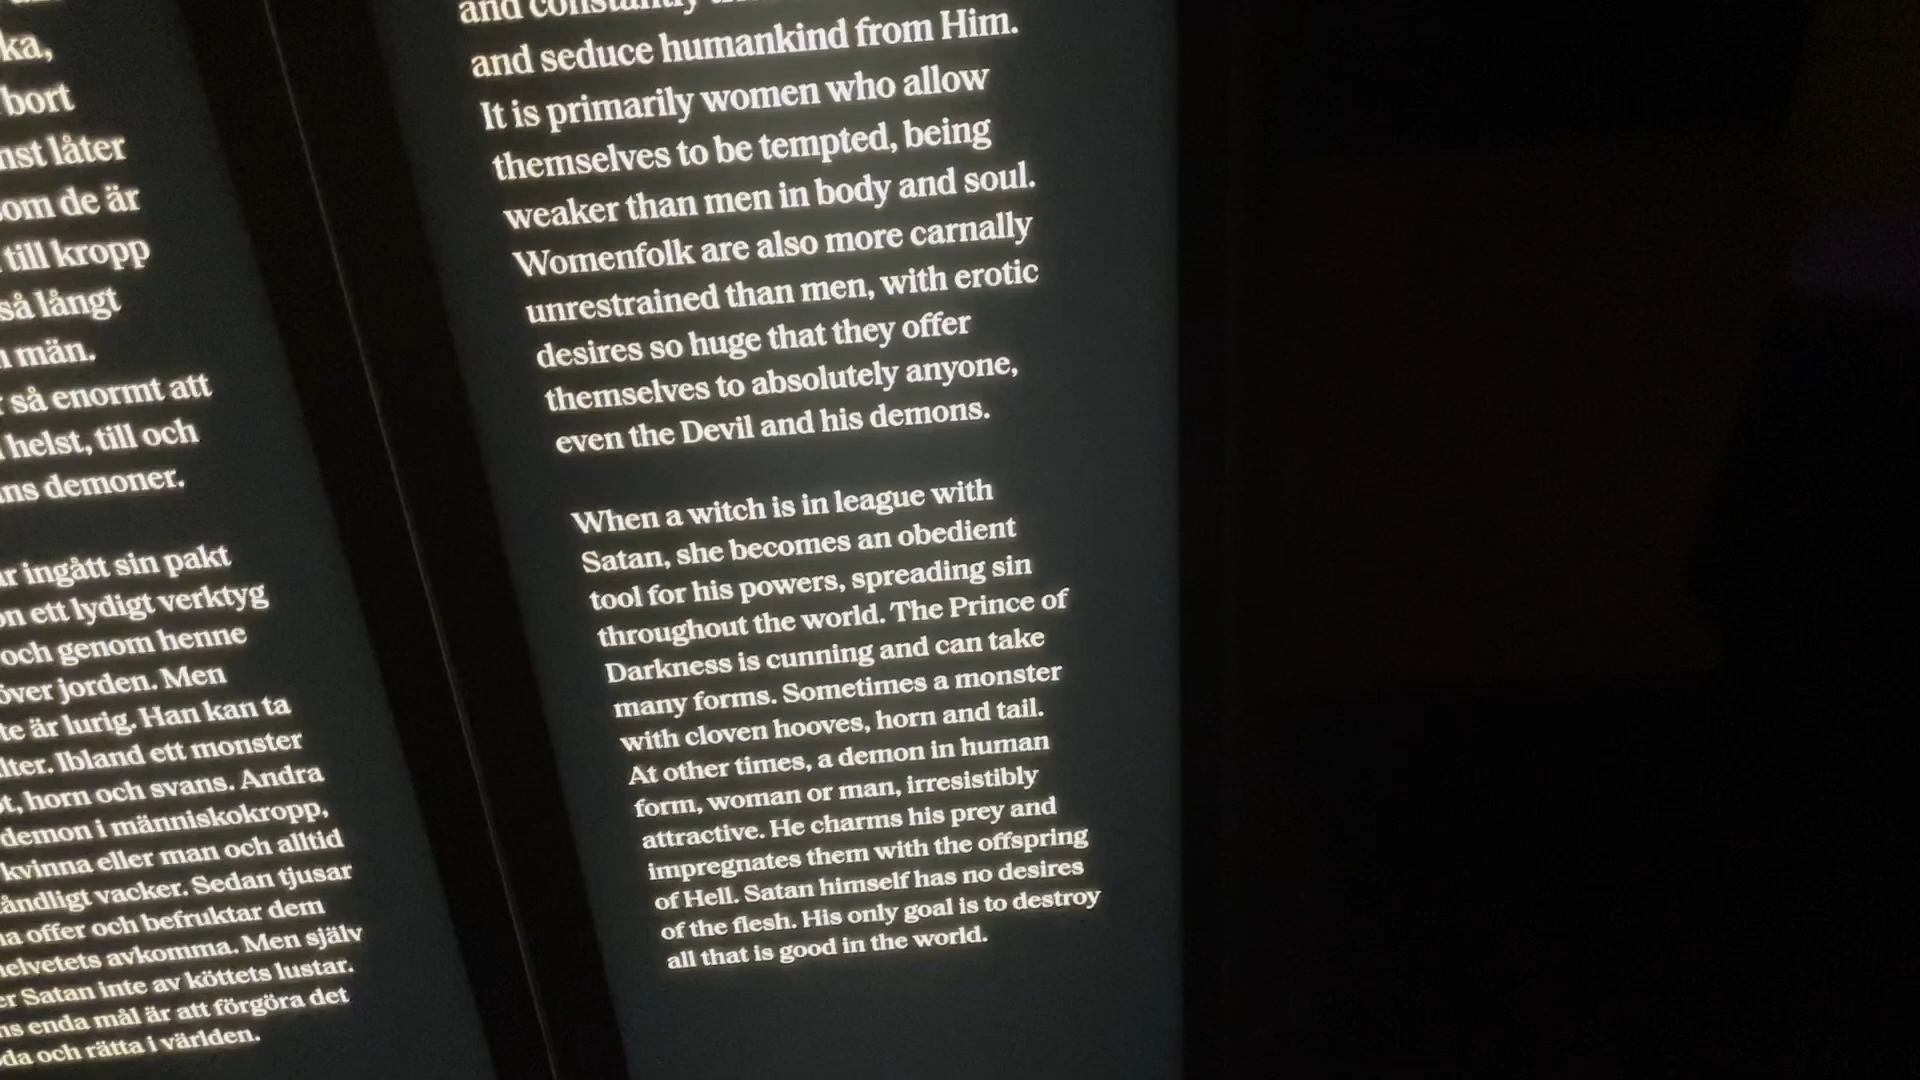 ka,
bort
låter
om de är
till kropp
så långt
män.
så enormt att
helst, till och
demoner.
ingått sin pakt
ett lydigt verktyg
och genom henne
över jorden. Men
är lurig. Han kan ta
Ibland ett monster
horn och svans. Andra
demon i människokropp,
kvinna eller man och alltid
vacker. Sedan tjusar
offer och befruktar dem
helvetets avkomma. Men själv
Satan inte av köttets lustar.
enda mål är att förgöra det
och rätta i världen.
and constantly
and seduce humankind from Him.
It is primarily women who allow
themselves to be tempted, being
weaker than men in body and soul.
Womenfolk are also more carnally
unrestrained than men, with erotic
desires so huge that they offer
themselves to absolutely anyone,
even the Devil and his demons.
When a witch is in league with
Satan, she becomes an obedient
tool for his powers, spreading sin
throughout the world. The Prince of
Darkness is cunning and can take
many forms. Sometimes a monster
with cloven hooves, horn and tail.
At other times, a demon in human
form, woman or man, irresistibly
attractive. He charms his prey and
impregnates them with the offspring
of Hell. Satan himself has no desires
of the flesh. His only goal is to destroy
all that is good in the world.